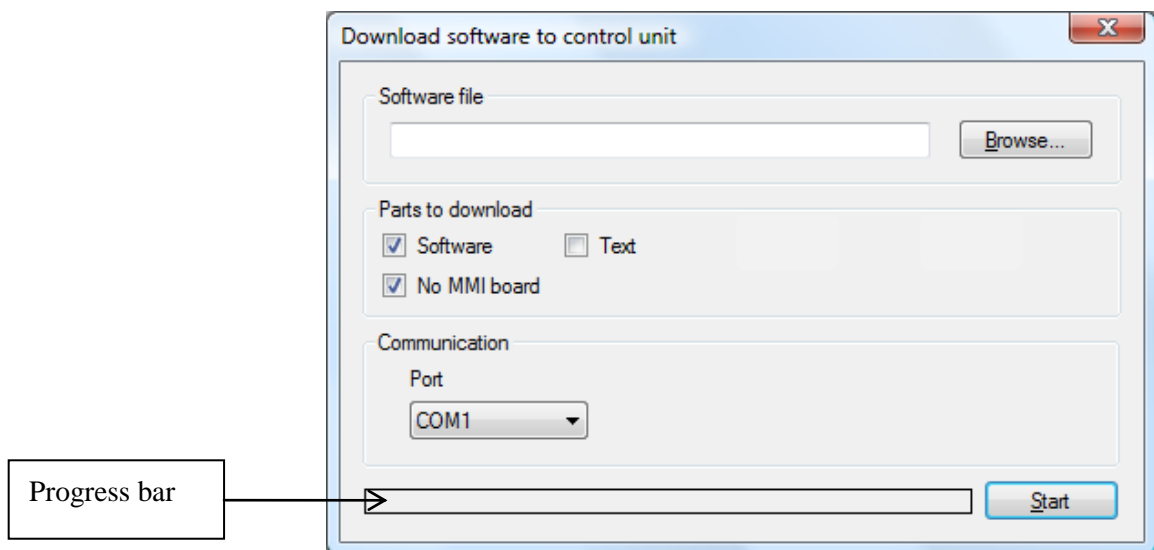 Download software to control unit
Software file
Browse...
Parts to download
Software Text
No MMI board
Communication
Port
COM1
Progress bar
Start